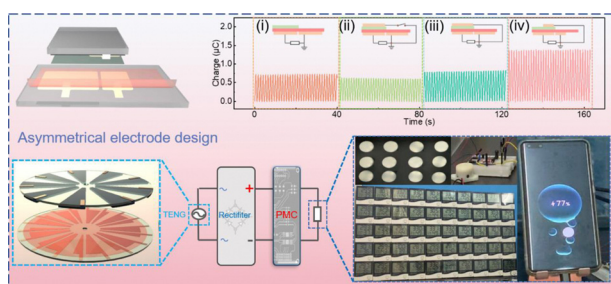 2.0
1.5
1.0
0.5
0.0
Charge (μC)
(i)
(ii)
(iii)
(iv)
0
40
80
120
160
Time (s)
Asymmetrical electrode design
TENG
Rectifiter
PMC
+
-
+77%